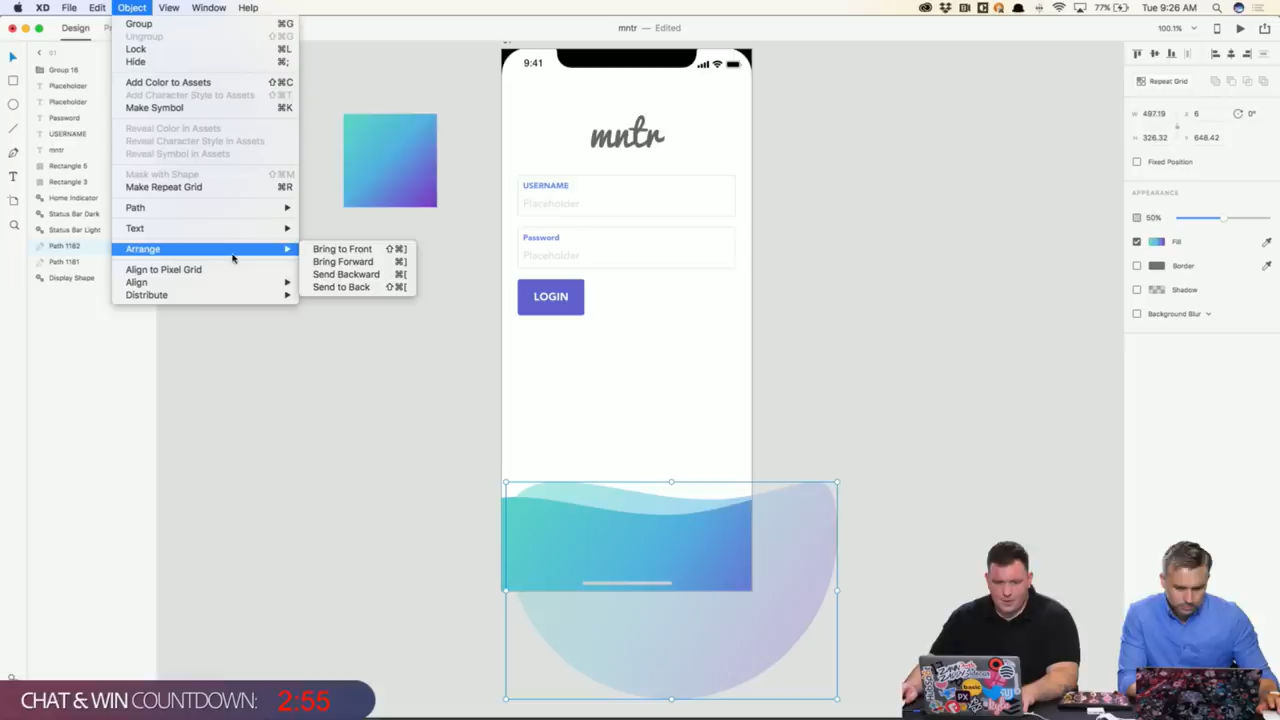 XD File Edit Object View Window Help
77% Tue 9:26 AM
Design
mntr — Edited
100.1%
Group ⌘G
Ungroup ⇧⌘G
Lock ⌘L
Hide ⌘;
Add Color to Assets ⇧⌘C
Add Character Style to Assets ⇧⌘T
Make Symbol ⌘K
Reveal Color in Assets
Reveal Character Style in Assets
Reveal Symbol in Assets
Mask with Shape ⇧⌘M
Make Repeat Grid ⌘R
Path
Text
Arrange
Align to Pixel Grid
Align
Distribute
Bring to Front ⇧⌘]
Bring Forward ⌘]
Send Backward ⌘[
Send to Back ⇧⌘[
Group 16
Placeholder
Placeholder
Password
USERNAME
mntr
Rectangle 5
Rectangle 3
Home Indicator
Status Bar Dark
Status Bar Light
Path 1182
Path 1181
Display Shape
9:41
mntr
USERNAME
Placeholder
Password
Placeholder
LOGIN
Repeat Grid
W 497.19 X 6 0°
H 326.32 Y 648.42
Fixed Position
APPEARANCE
50%
Fill
Border
Shadow
Background Blur
CHAT & WIN COUNTDOWN: 2:55